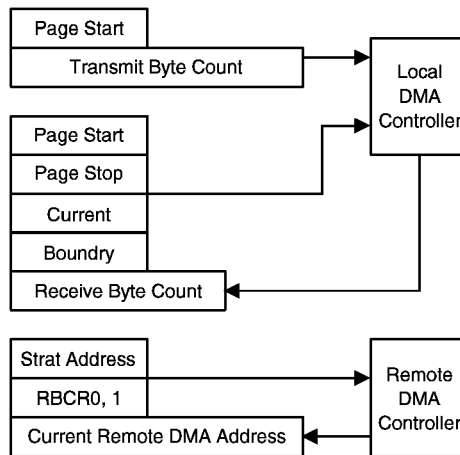 Page Start
Transmit Byte Count
Local
DMA
Controller
Page Start
Page Stop
Current
Boundry
Receive Byte Count
Strat Address
RBCR0, 1
Current Remote DMA Address
Remote
DMA
Controller